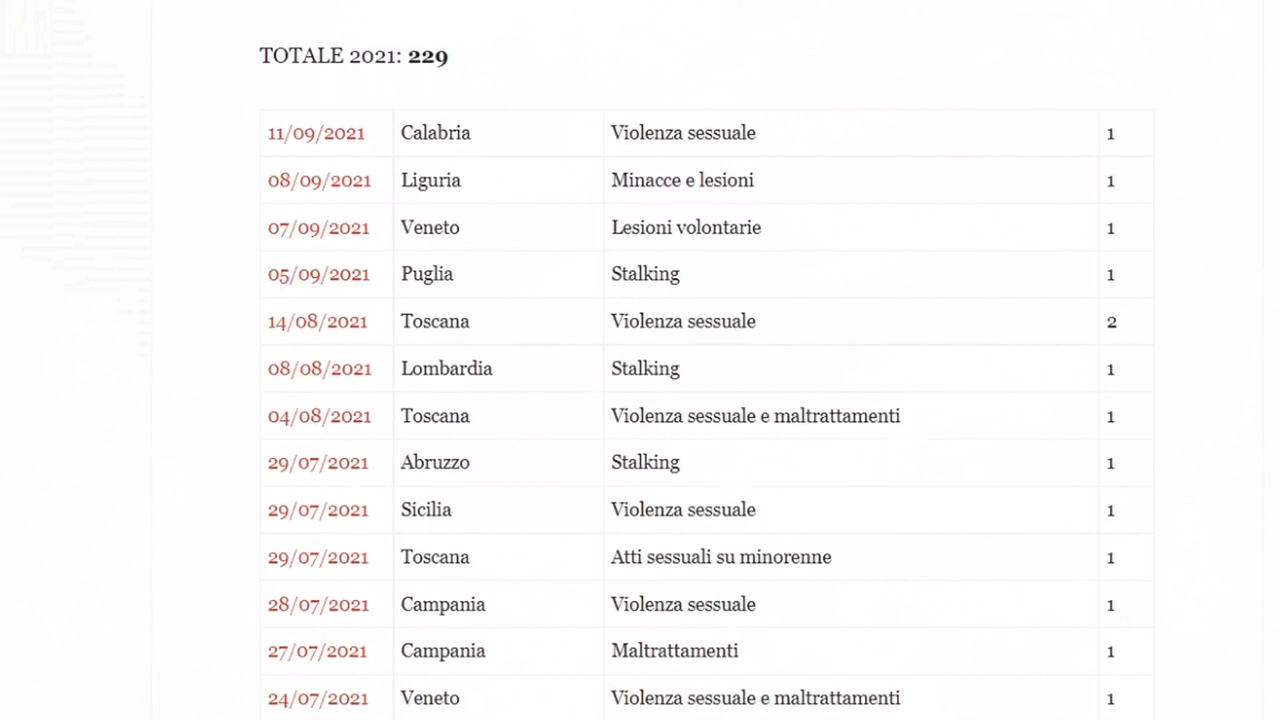 TOTALE 2021: 229
11/09/2021 Calabria Violenza sessuale 1
08/09/2021 Liguria Minacce e lesioni 1
07/09/2021 Veneto Lesioni volontarie 1
05/09/2021 Puglia Stalking 1
14/08/2021 Toscana Violenza sessuale 2
08/08/2021 Lombardia Stalking 1
04/08/2021 Toscana Violenza sessuale e maltrattamenti 1
29/07/2021 Abruzzo Stalking 1
29/07/2021 Sicilia Violenza sessuale 1
29/07/2021 Toscana Atti sessuali su minorenne 1
28/07/2021 Campania Violenza sessuale 1
27/07/2021 Campania Maltrattamenti 1
24/07/2021 Veneto Violenza sessuale e maltrattamenti 1